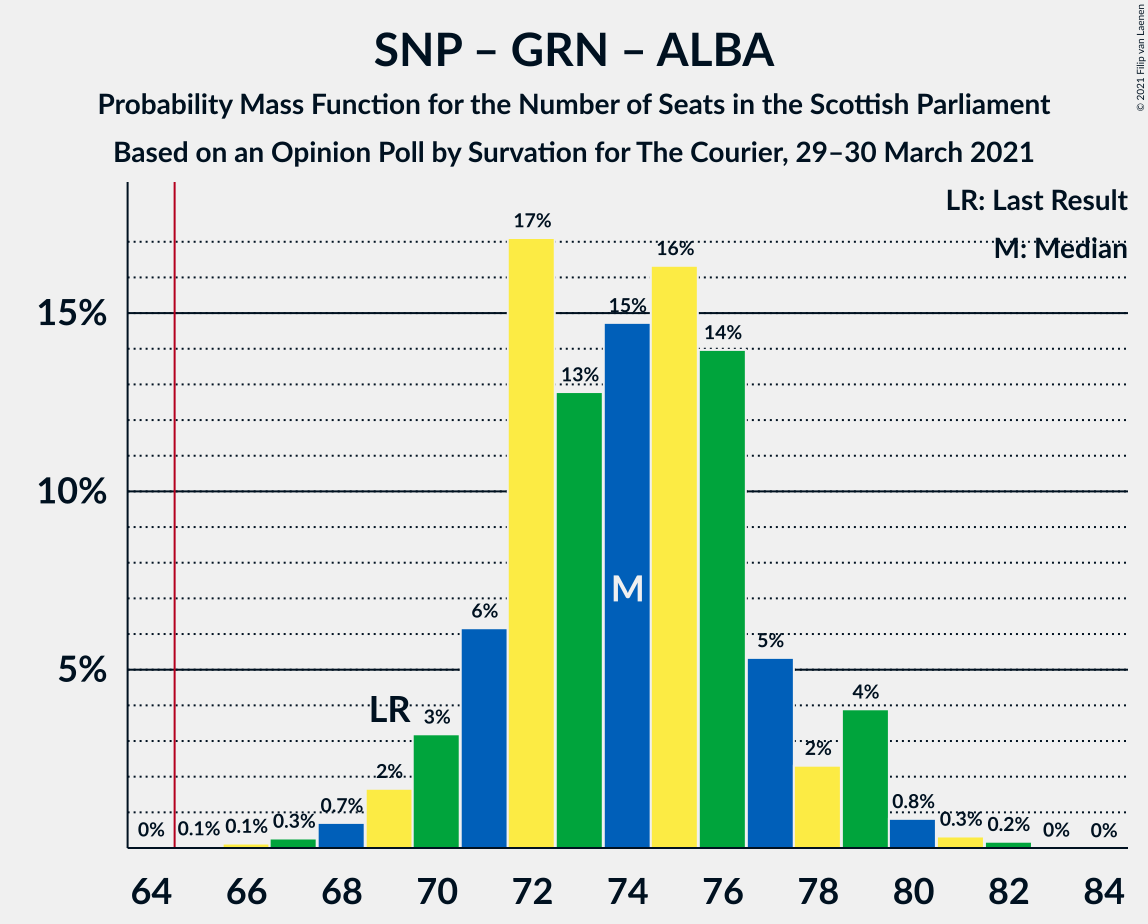 SNP – GRN – ALBA
Probability Mass Function for the Number of Seats in the Scottish Parliament
Based on an Opinion Poll by Survation for The Courier, 29–30 March 2021
© 2021 Filip van Laenen
LR: Last Result
M: Median
17%
16%
15%
15%
14%
13%
10%
M
6%
5%
5%
4%
LR
3%
2%
2%
0.8%
0.7%
0.3%
0.3%
0.2%
0%
0.1%
0.1%
0%
0%
64 66 68 70 72 74 76 78 80 82 84